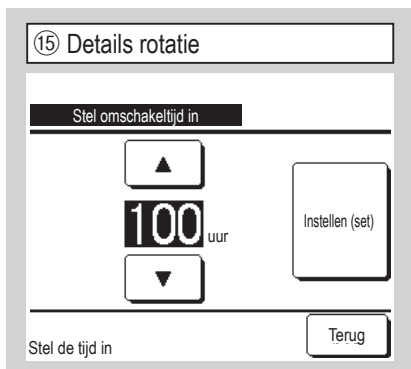 ⑮ Details rotatie
Stel omschakeltijd in
▲
100 uur
▼
Instellen (set)
Stel de tijd in
Terug